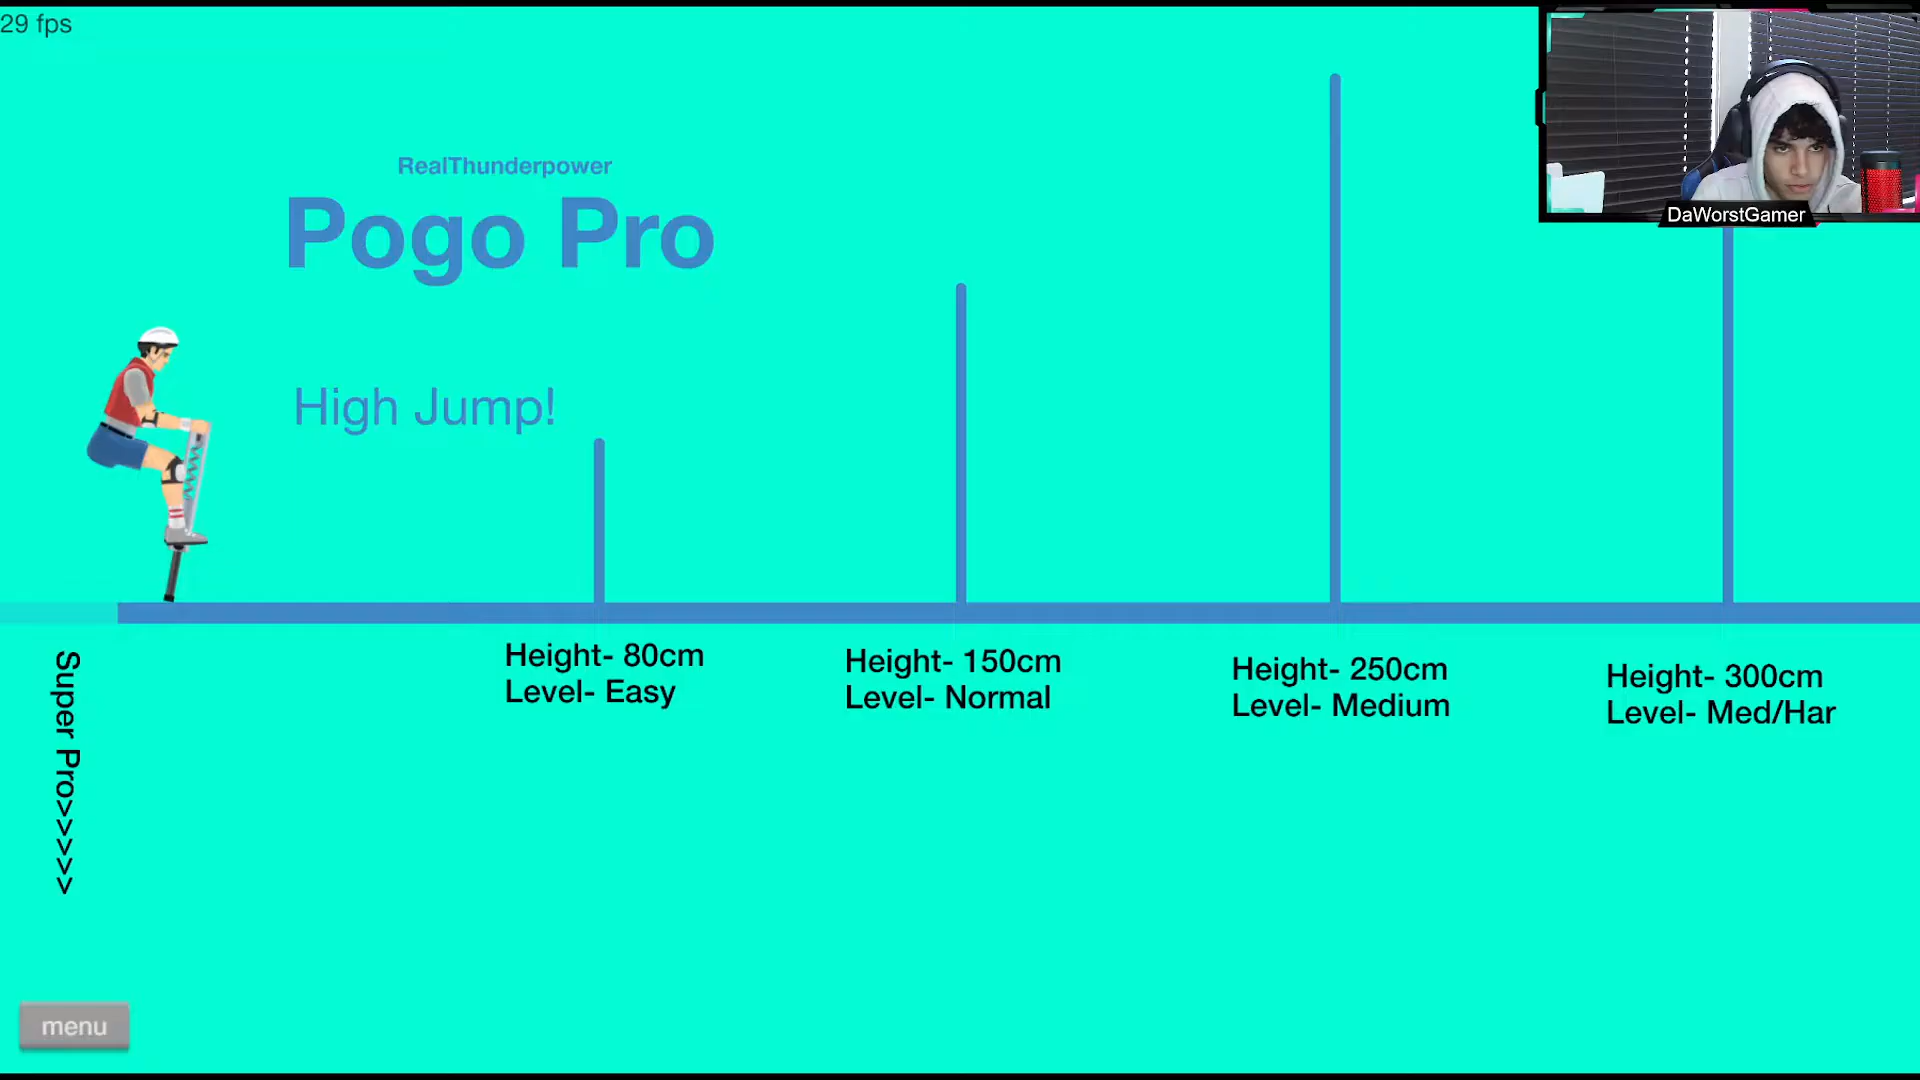 29 fps
DaWorstGamer
RealThunderpower
Pogo Pro
High Jump!
Height- 80cm
Level- Easy
Height- 150cm
Level- Normal
Height- 250cm
Level- Medium
Height- 300cm
Level- Med/Har
Super Pro>>>>>
menu